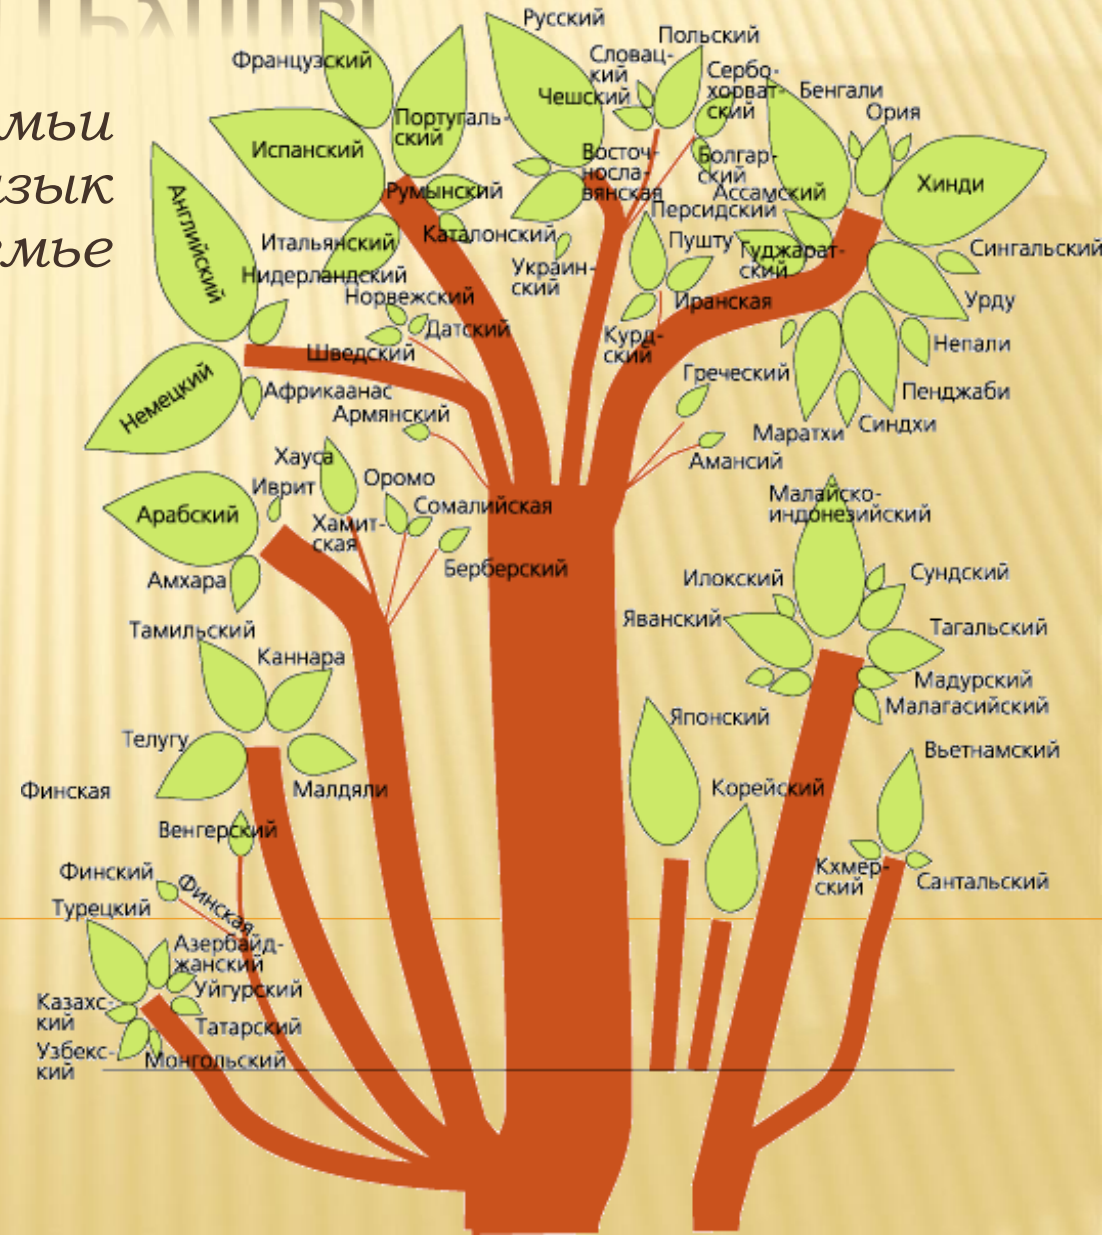 мьи
зык
мье
Русский
Польский
Словац-
кий
Французский
Чешский
Сербо-
хорват-
ский
Бенгали
Ория
Португаль-
ский
Испанский
Восточ-
носла-
вянская
Болгар-
ский
Румынский
Ассамский
Хинди
Английский
Персидский
Итальянский
Каталонский
Пушту
Гуджарат-
ский
Сингальский
Нидерландский
Украин-
ский
Норвежский
Иранская
Урду
Датский
Курд-
ский
Непали
Шведский
Греческий
Немецкий
Африкаанас
Пенджаби
Армянский
Маратхи
Синдхи
Амансий
Хауса
Иврит
Оромо
Сомалийская
Малайско-
индонезийский
Арабский
Хамит-
ская
Берберский
Амхара
Илокский
Сундский
Яванский
Тагальский
Тамильский
Каннара
Мадурский
Малагасийский
Японский
Телугу
Вьетнамский
Финская
Малдяли
Корейский
Венгерский
Финский
Финская
Кхмер-
ский
Сантальский
Турецкий
Азербайд-
жанский
Уйгурский
Казахс-
кий
Татарский
Узбекс-
кий
Монгольский